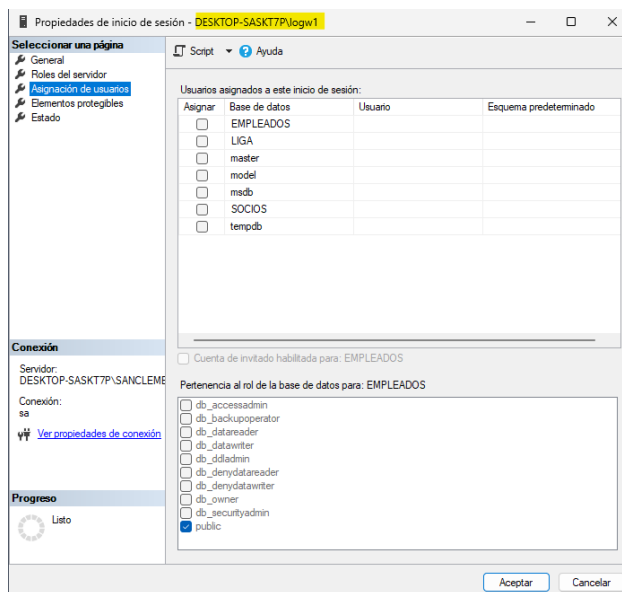 Propiedades de inicio de sesión - DESKTOP-SASKT7P\logw1
Seleccionar una página
General
Roles del servidor
Asignación de usuarios
Elementos protegibles
Estado
Script
Ayuda
Usuarios asignados a este inicio de sesión:
Asignar Base de datos Usuario Esquema predeterminado
EMPLEADOS
LIGA
master
model
msdb
SOCIOS
tempdb
Cuenta de invitado habilitada para: EMPLEADOS
Pertenencia al rol de la base de datos para: EMPLEADOS
db_accessadmin
db_backupoperator
db_datareader
db_datawriter
db_ddladmin
db_denydatareader
db_denydatawriter
db_owner
db_securityadmin
public
Conexión
Servidor:
DESKTOP-SASKT7P\SANCLEME
Conexión:
sa
Ver propiedades de conexión
Progreso
Listo
Aceptar
Cancelar